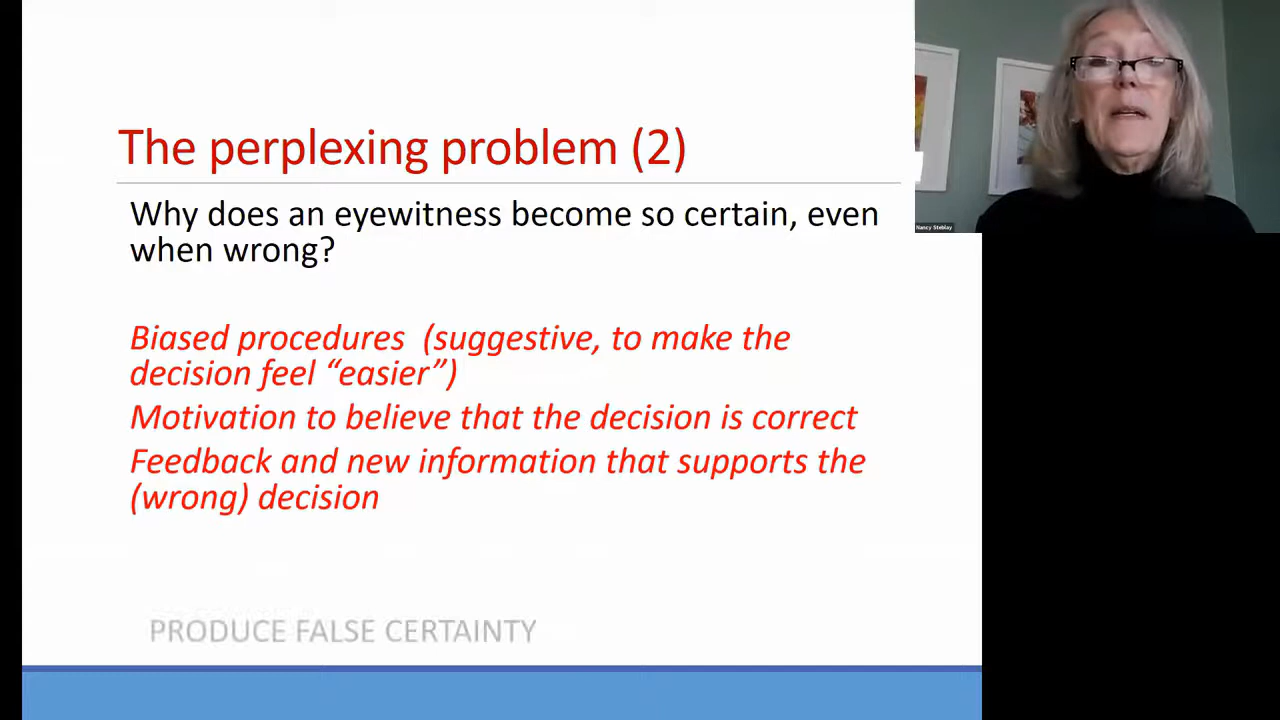 The perplexing problem (2)
Why does an eyewitness become so certain, even
when wrong?
Biased procedures (suggestive, to make the
decision feel “easier”)
Motivation to believe that the decision is correct
Feedback and new information that supports the
(wrong) decision
PRODUCE FALSE CERTAINTY
Nancy Steblay